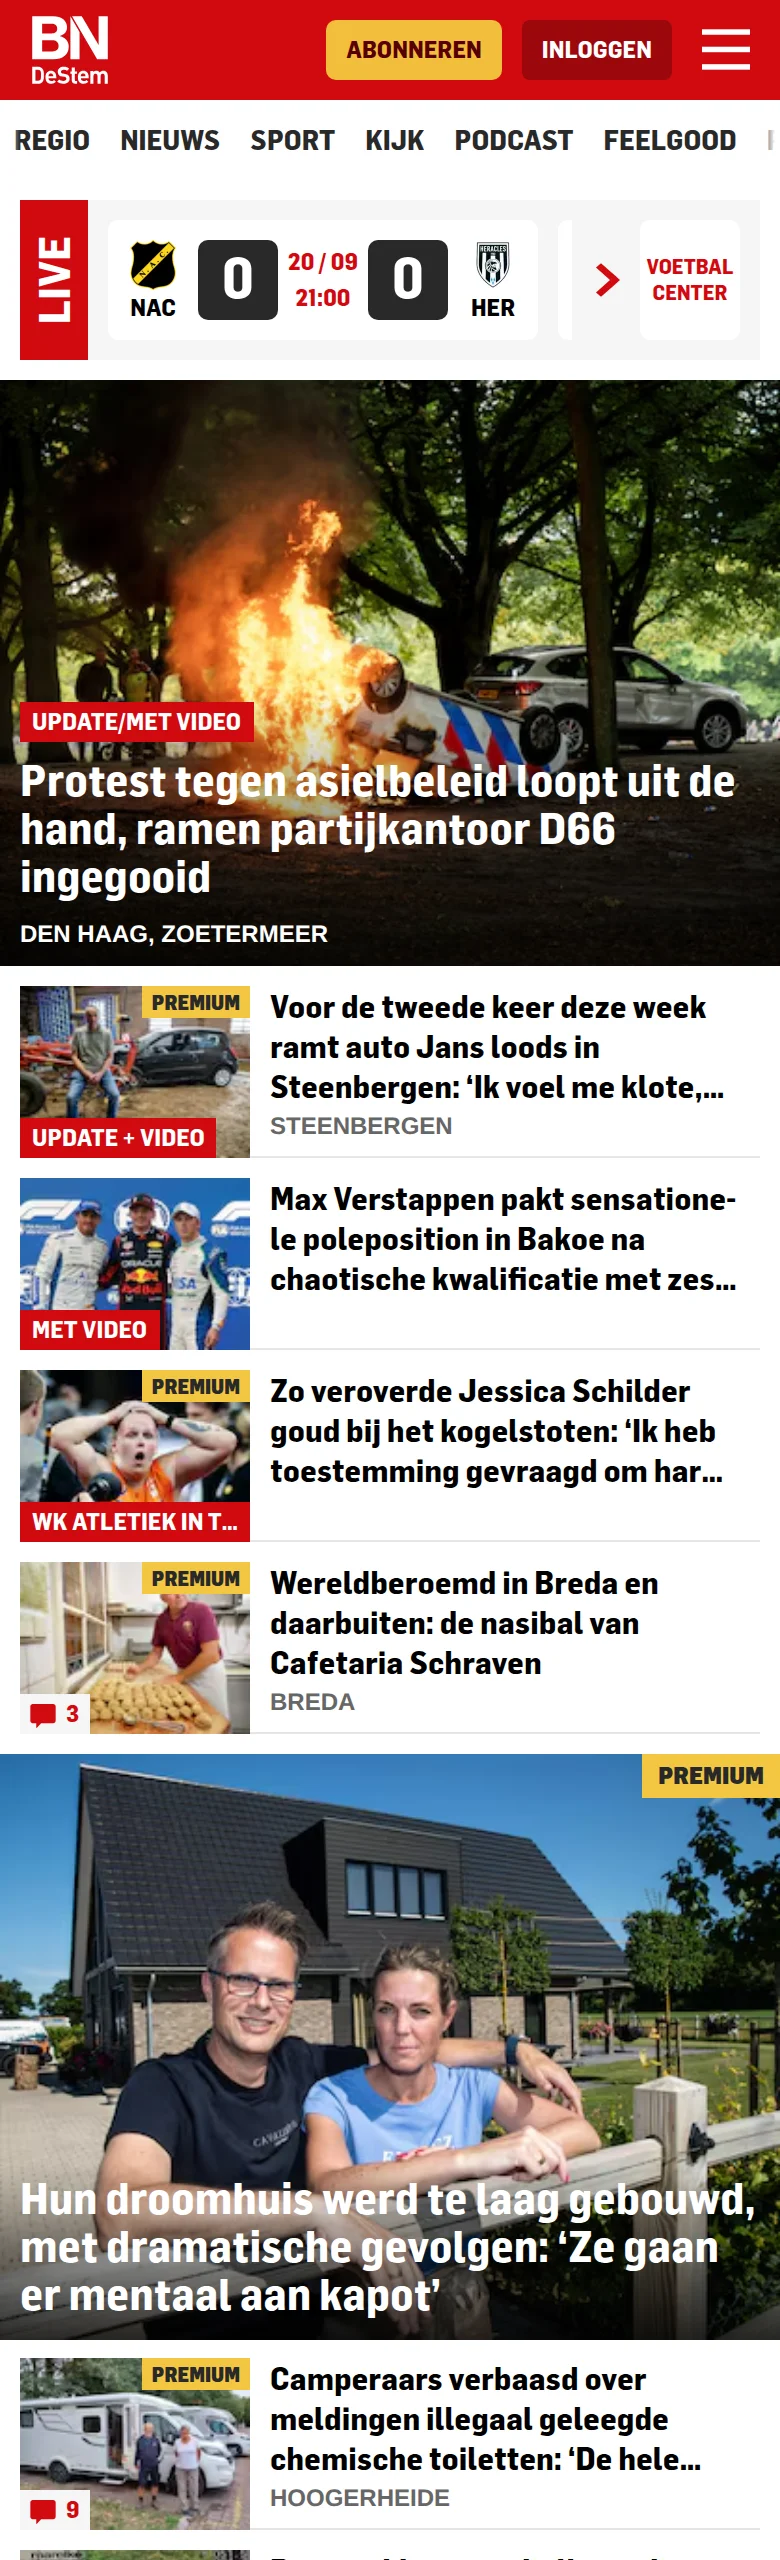 BN
DeStem
ABONNEREN
INLOGGEN
REGIO NIEUWS SPORT KIJK PODCAST FEELGOOD
LIVE
NAC
0
20 / 09
21:00
0
HERACLES
HER
VOETBAL
CENTER
UPDATE/MET VIDEO
Protest tegen asielbeleid loopt uit de
hand, ramen partijkantoor D66
ingegooid
DEN HAAG, ZOETERMEER
PREMIUM
UPDATE + VIDEO
Voor de tweede keer deze week
ramt auto Jans loods in
Steenbergen: ‘Ik voel me klote,...
STEENBERGEN
MET VIDEO
Max Verstappen pakt sensatione-
le poleposition in Bakoe na
chaotische kwalificatie met zes...
PREMIUM
WK ATLETIEK IN T...
Zo veroverde Jessica Schilder
goud bij het kogelstoten: ‘Ik heb
toestemming gevraagd om har...
PREMIUM
3
Wereldberoemd in Breda en
daarbuiten: de nasibal van
Cafetaria Schraven
BREDA
PREMIUM
Hun droomhuis werd te laag gebouwd,
met dramatische gevolgen: ‘Ze gaan
er mentaal aan kapot’
PREMIUM
9
Camperaars verbaasd over
meldingen illegaal geleegde
chemische toiletten: ‘De hele...
HOOGERHEIDE